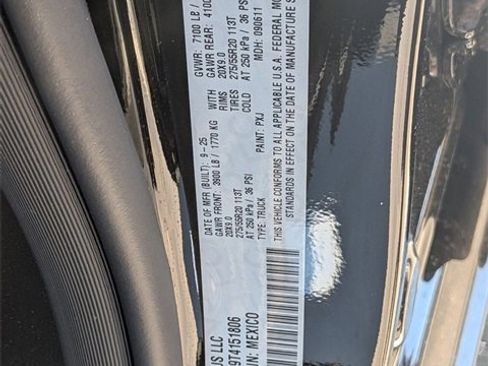 US LLC
DATE OF MFR (BUILT): 9-25
GVWR: 7100 LB /
GAWR FRONT: 3900 LB / 1770 KG
WITH
GAWR REAR: 4100
20X9.0
RIMS
20X9.0
275/55R20 113T
TIRES
275/55R20 113T
AT 250 kPa / 36 PSI
COLD
AT 250 kPa / 36 PSI
TYPE: TRUCK
PAINT: PXJ
MDH: 090611
THIS VEHICLE CONFORMS TO ALL APPLICABLE U.S.A. FEDERAL MO
STANDARDS IN EFFECT ON THE DATE OF MANUFACTURE S
9T4151806
N: MEXICO